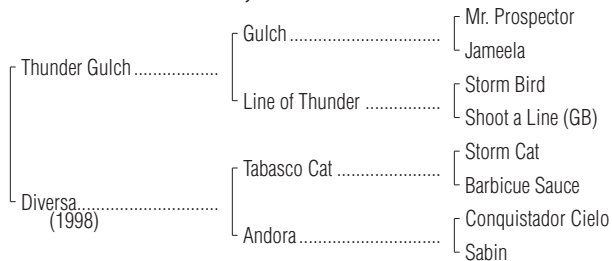 Mr. Prospector
Gulch
Jameela
Thunder Gulch
Storm Bird
Line of Thunder
Shoot a Line (GB)
Storm Cat
Tabasco Cat
Barbicue Sauce
Diversa
(1998)
Conquistador Cielo
Andora
Sabin